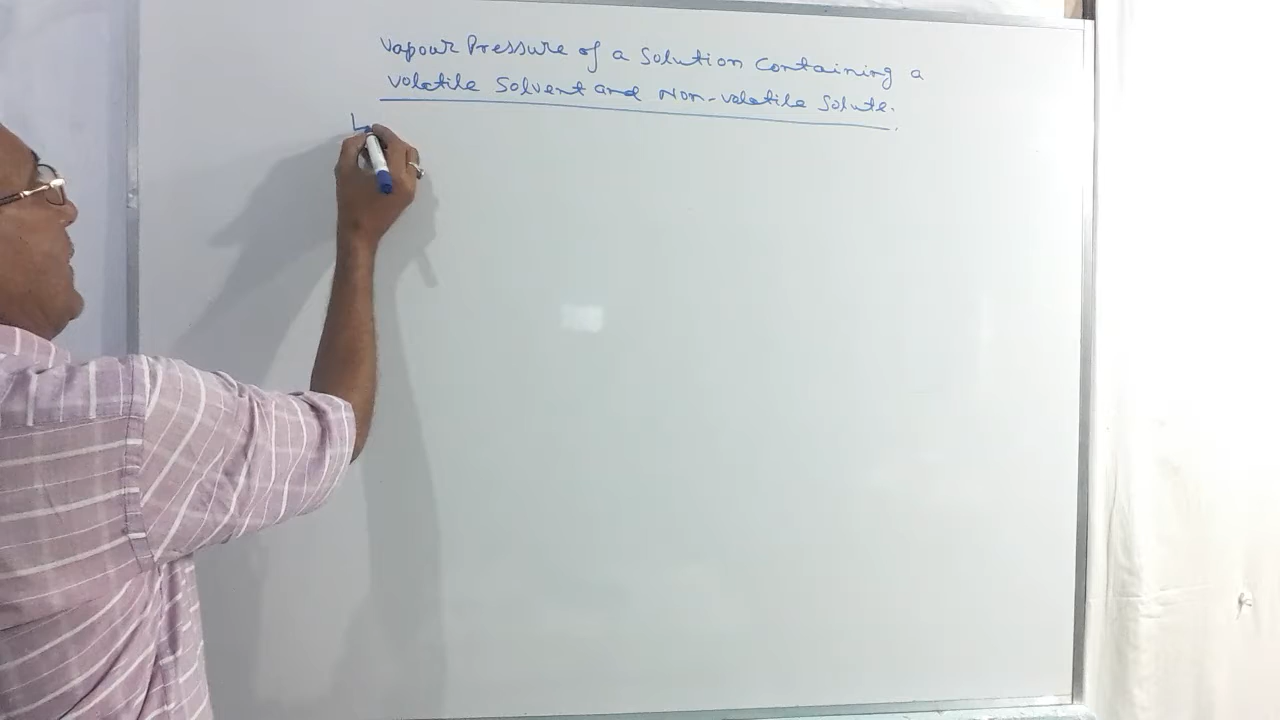 Vapour Pressure of a Solution Containing a
Volatile Solvent and Non-volatile Solute.